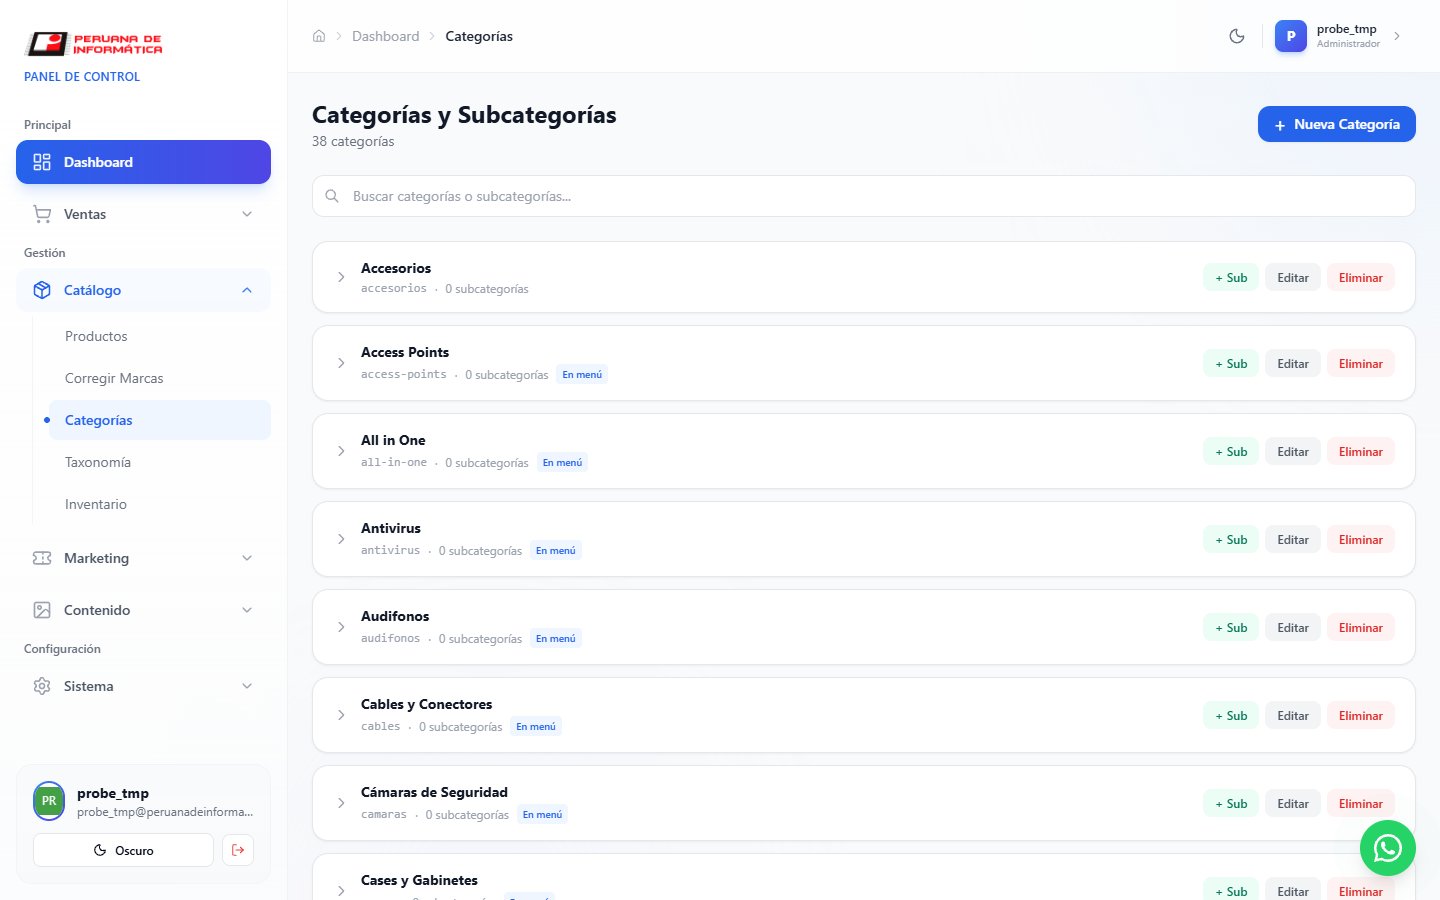 PERUANA DE
INFORMÁTICA
PANEL DE CONTROL
Principal
Dashboard
Ventas
Gestión
Catálogo
Productos
Corregir Marcas
Categorías
Taxonomía
Inventario
Marketing
Contenido
Configuración
Sistema
PR
probe_tmp
probe_tmp@peruanadeinforma...
Oscuro
Dashboard
Categorías
P
probe_tmp
Administrador
Categorías y Subcategorías
38 categorías
+ Nueva Categoría
Buscar categorías o subcategorías...
Accesorios
accesorios · 0 subcategorías
+ Sub Editar Eliminar
Access Points
access-points · 0 subcategorías En menú
+ Sub Editar Eliminar
All in One
all-in-one · 0 subcategorías En menú
+ Sub Editar Eliminar
Antivirus
antivirus · 0 subcategorías En menú
+ Sub Editar Eliminar
Audifonos
audifonos · 0 subcategorías En menú
+ Sub Editar Eliminar
Cables y Conectores
cables · 0 subcategorías En menú
+ Sub Editar Eliminar
Cámaras de Seguridad
camaras · 0 subcategorías En menú
+ Sub Editar Eliminar
Cases y Gabinetes
+ Sub Editar Eliminar